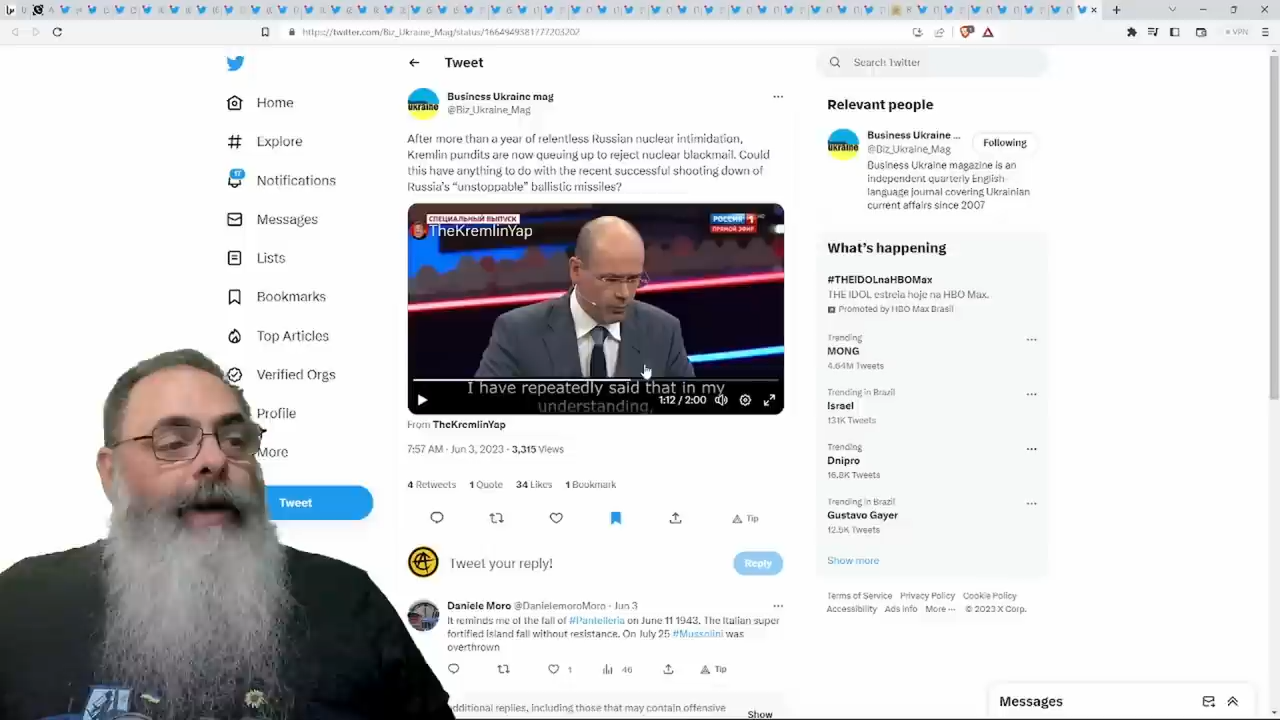 https://twitter.com/Biz_Ukraine_Mag/status/1664949381777203202
VPN
Home
Explore
17
Notifications
Messages
Lists
Bookmarks
Top Articles
Verified Orgs
Profile
More
Tweet
Tweet
Business Ukraine mag
@Biz_Ukraine_Mag
After more than a year of relentless Russian nuclear intimidation,
Kremlin pundits are now queuing up to reject nuclear blackmail. Could
this have anything to do with the recent successful shooting down of
Russia's “unstoppable” ballistic missiles?
СПЕЦИАЛЬНЫЙ ВЫПУСК
TheKremlinYap
РОССИЯ 1
ПРЯМОЙ ЭФИР
I have repeatedly said that in my
understanding,
1:12 / 2:00
From TheKremlinYap
7:57 AM · Jun 3, 2023 · 3,315 Views
4 Retweets 1 Quote 34 Likes 1 Bookmark
Tip
Tweet your reply!
Reply
Daniele Moro @DanielemoroMoro · Jun 3
It reminds me of the fall of #Pantelleria on June 11 1943. The Italian super
fortified island fall without resistance. On July 25 #Mussolini was
overthrown
1 46 Tip
additional replies, including those that may contain offensive
Show
Search Twitter
Relevant people
Business Ukraine ...
@Biz_Ukraine_Mag
Following
Business Ukraine magazine is an
independent quarterly English-
language journal covering Ukrainian
current affairs since 2007
What's happening
#THEIDOLnaHBOMax
THE IDOL estreia hoje na HBO Max.
Promoted by HBO Max Brasil
Trending
MONG
4.64M Tweets
Trending in Brazil
Israel
131K Tweets
Trending
Dnipro
16.8K Tweets
Trending in Brazil
Gustavo Gayer
12.5K Tweets
Show more
Terms of Service Privacy Policy Cookie Policy
Accessibility Ads info More ··· © 2023 X Corp.
Messages